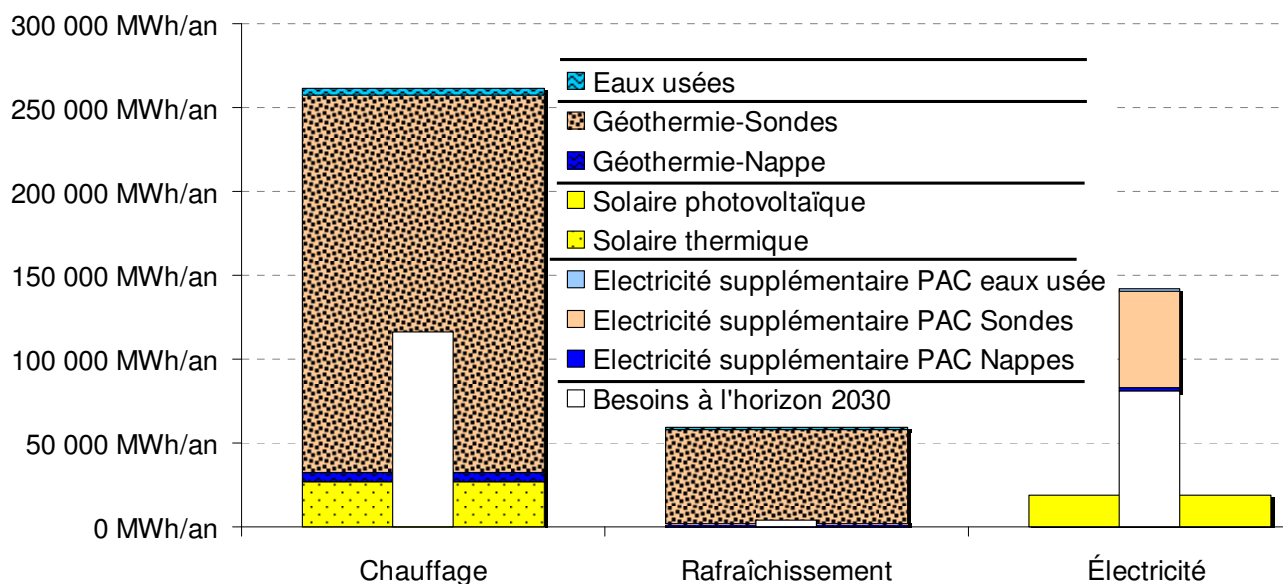 300 000 MWh/an
250 000 MWh/an
200 000 MWh/an
150 000 MWh/an
100 000 MWh/an
50 000 MWh/an
0 MWh/an
Eaux usées
Géothermie-Sondes
Géothermie-Nappe
Solaire photovoltaïque
Solaire thermique
Electricité supplémentaire PAC eaux usée
Electricité supplémentaire PAC Sondes
Electricité supplémentaire PAC Nappes
Besoins à l'horizon 2030
Chauffage
Rafraîchissement
Électricité